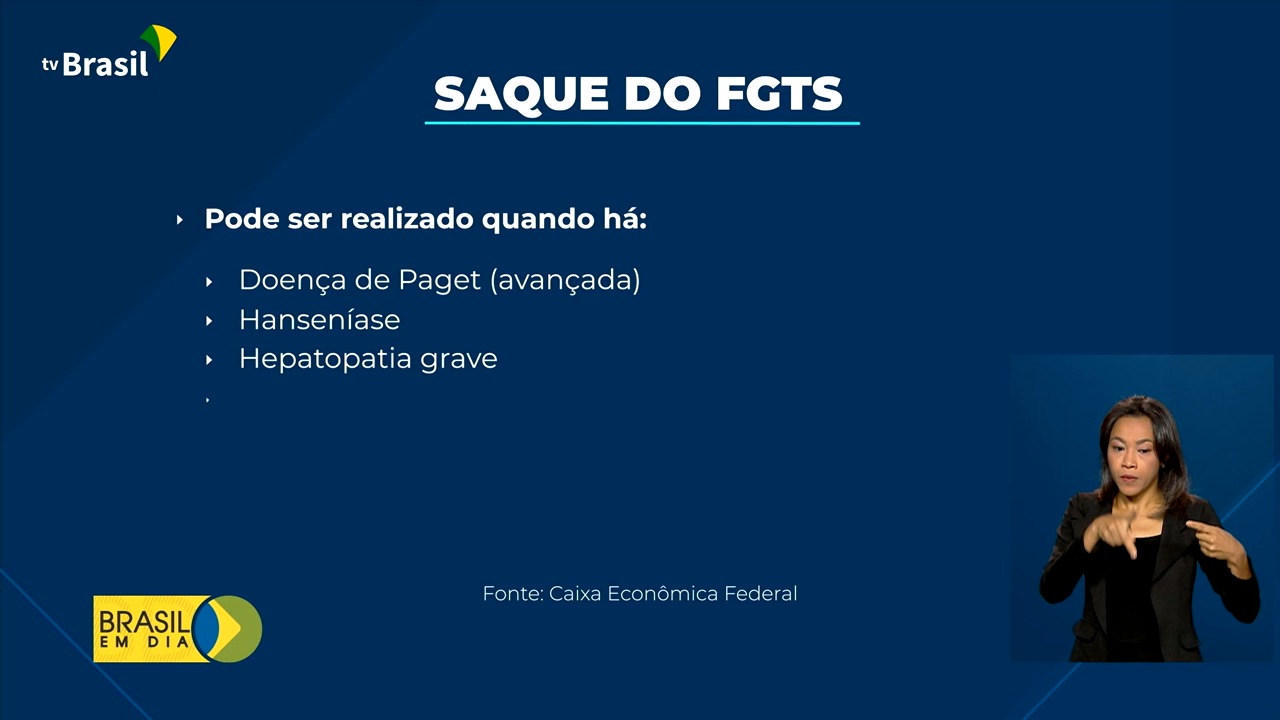 tv Brasil
SAQUE DO FGTS
Pode ser realizado quando há:
Doença de Paget (avançada)
Hanseníase
Hepatopatia grave
Fonte: Caixa Econômica Federal
BRASIL
EM DIA